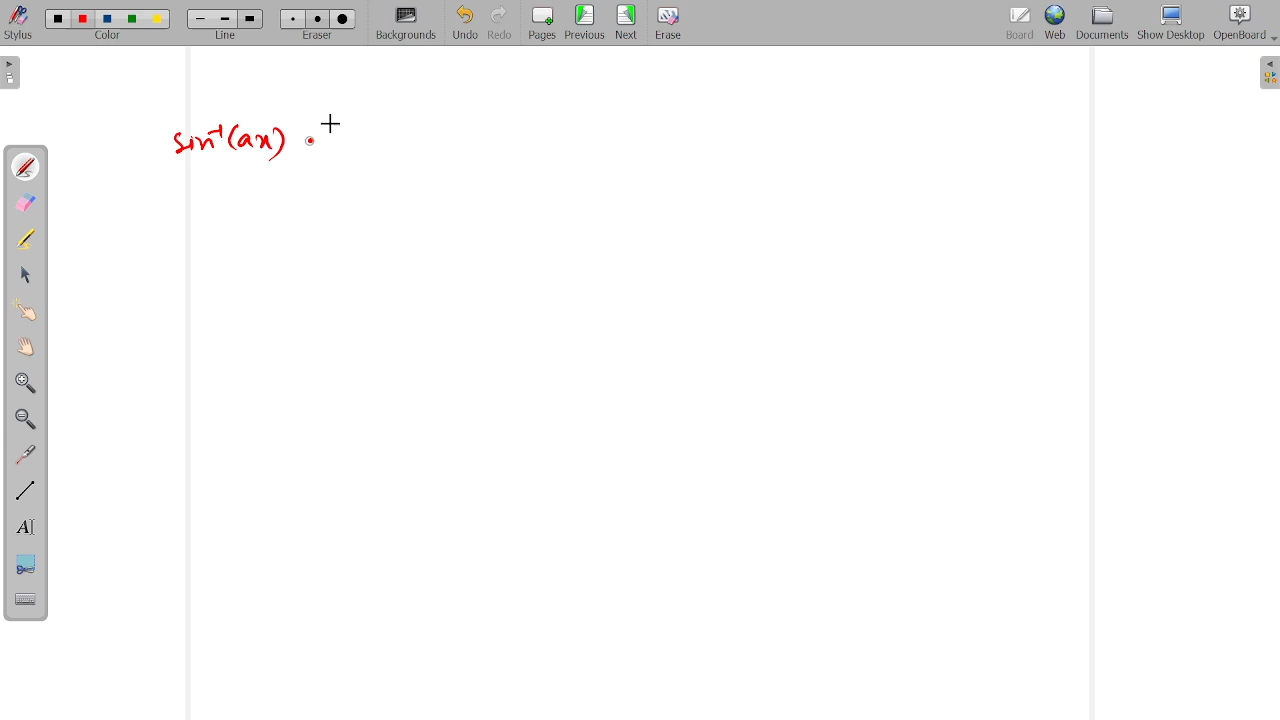 Stylus Color Line Eraser Backgrounds Undo Redo Pages Previous Next Erase Board Web Documents Show Desktop OpenBoard
sin⁻¹(ax)
A